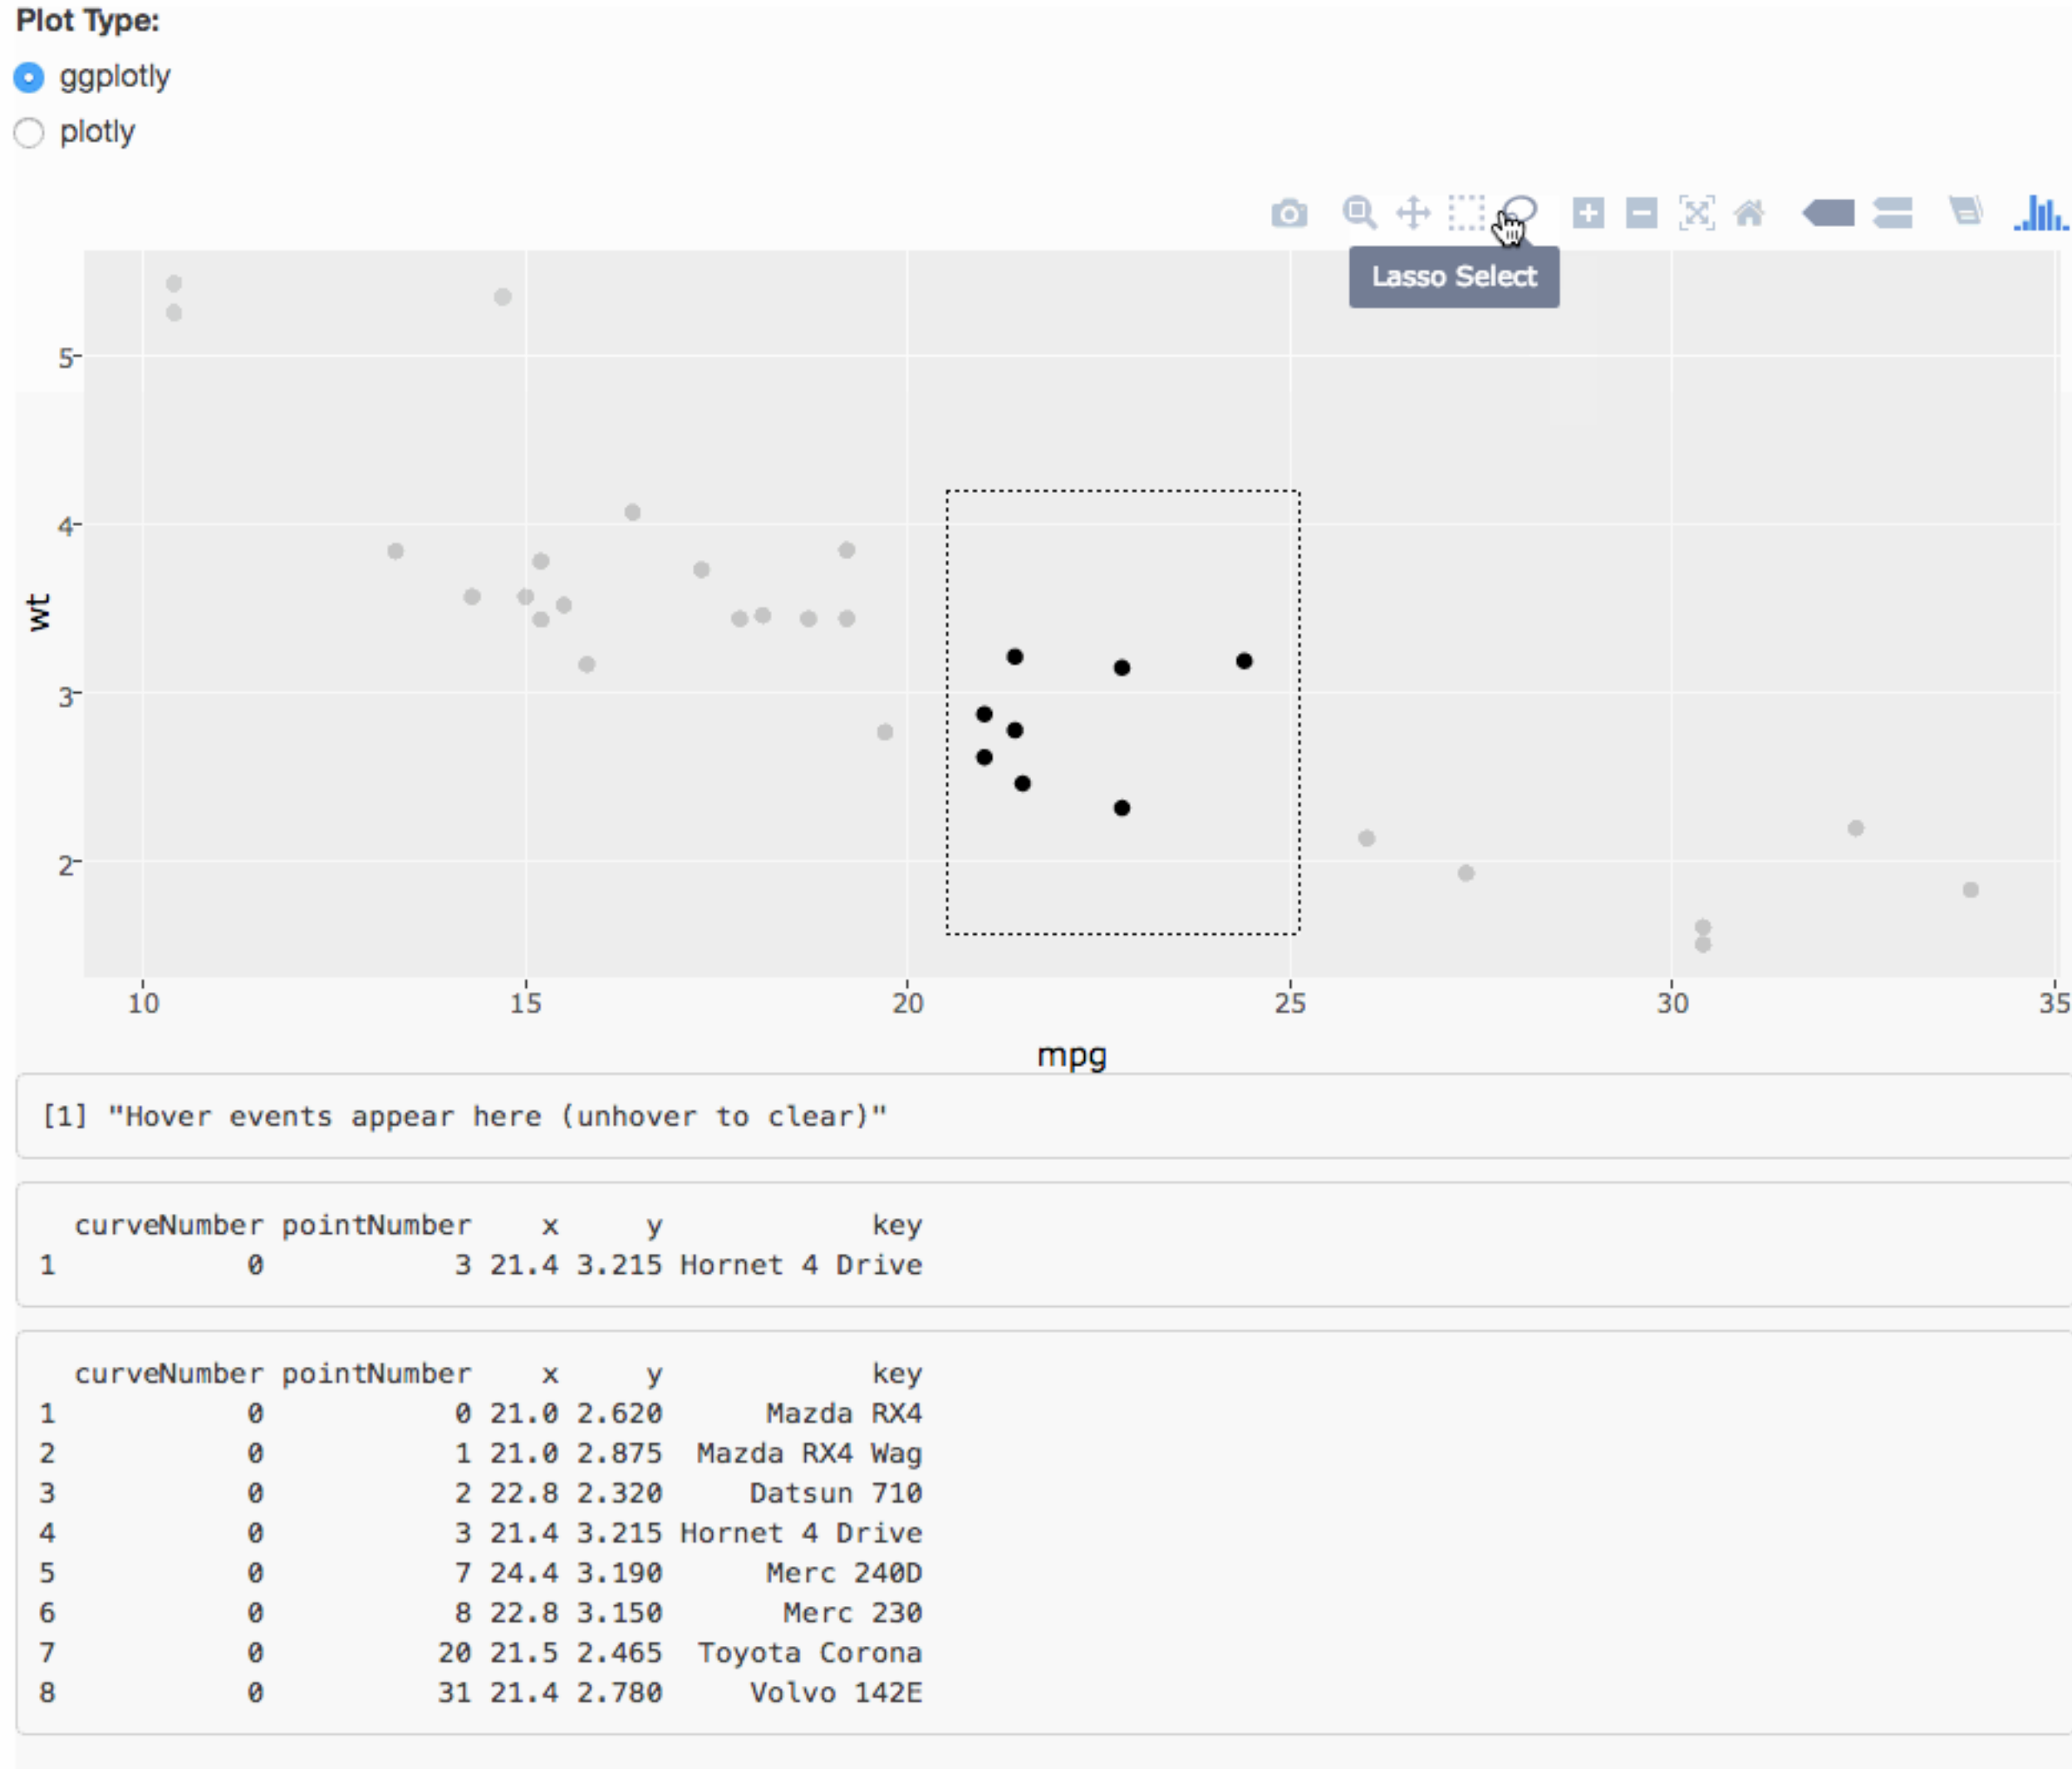 Plot Type:
ggplotly
plotly
Lasso Select
5
4
3
2
wt
10 15 20 25 30 35
mpg
[1] "Hover events appear here (unhover to clear)"
curveNumber pointNumber x y key
1 0 3 21.4 3.215 Hornet 4 Drive
curveNumber pointNumber x y key
1 0 0 21.0 2.620 Mazda RX4
2 0 1 21.0 2.875 Mazda RX4 Wag
3 0 2 22.8 2.320 Datsun 710
4 0 3 21.4 3.215 Hornet 4 Drive
5 0 7 24.4 3.190 Merc 240D
6 0 8 22.8 3.150 Merc 230
7 0 20 21.5 2.465 Toyota Corona
8 0 31 21.4 2.780 Volvo 142E